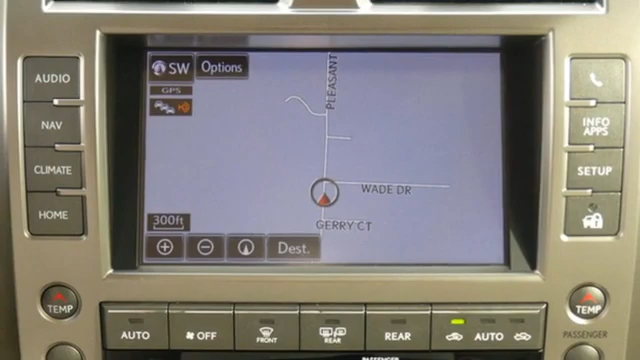 AUDIO
NAV
CLIMATE
HOME
SW Options
GPS
PLEASANT
WADE DR
GERRY CT
300ft
Dest.
INFO
APPS
SETUP
TEMP
TEMP
AUTO
OFF
FRONT
REAR
REAR
AUTO
PASSENGER
PASSENGER